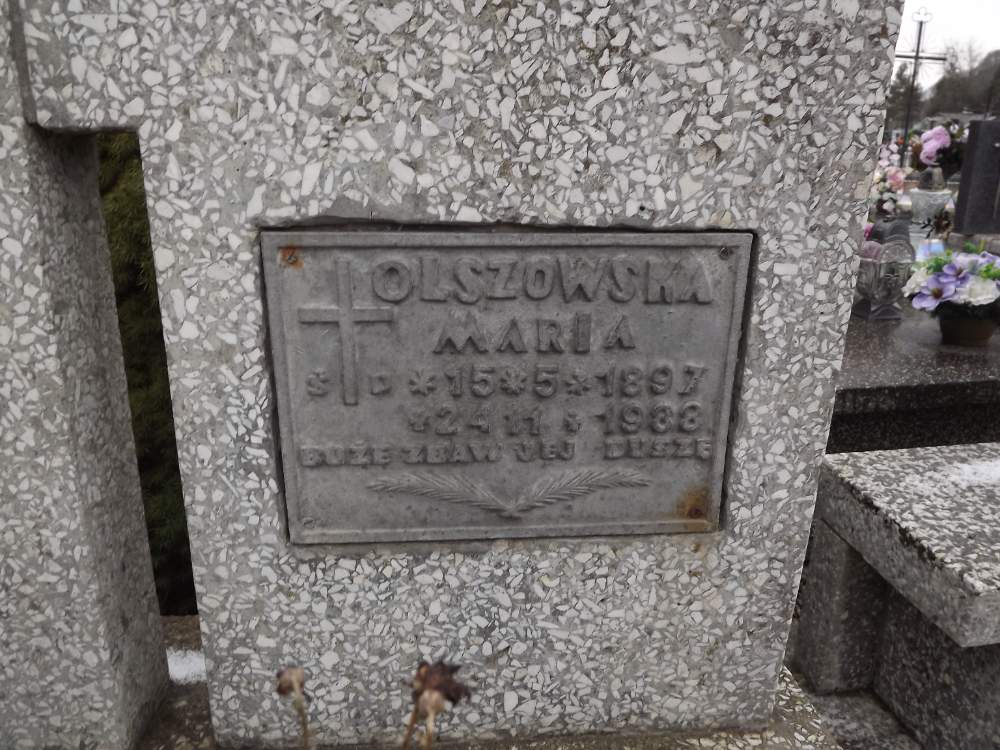 OLSZOWSKA
MARIA
Ś P *15*5*1897
+24 11 + 1988
BOŻE ZBAW JEJ DUSZĘ